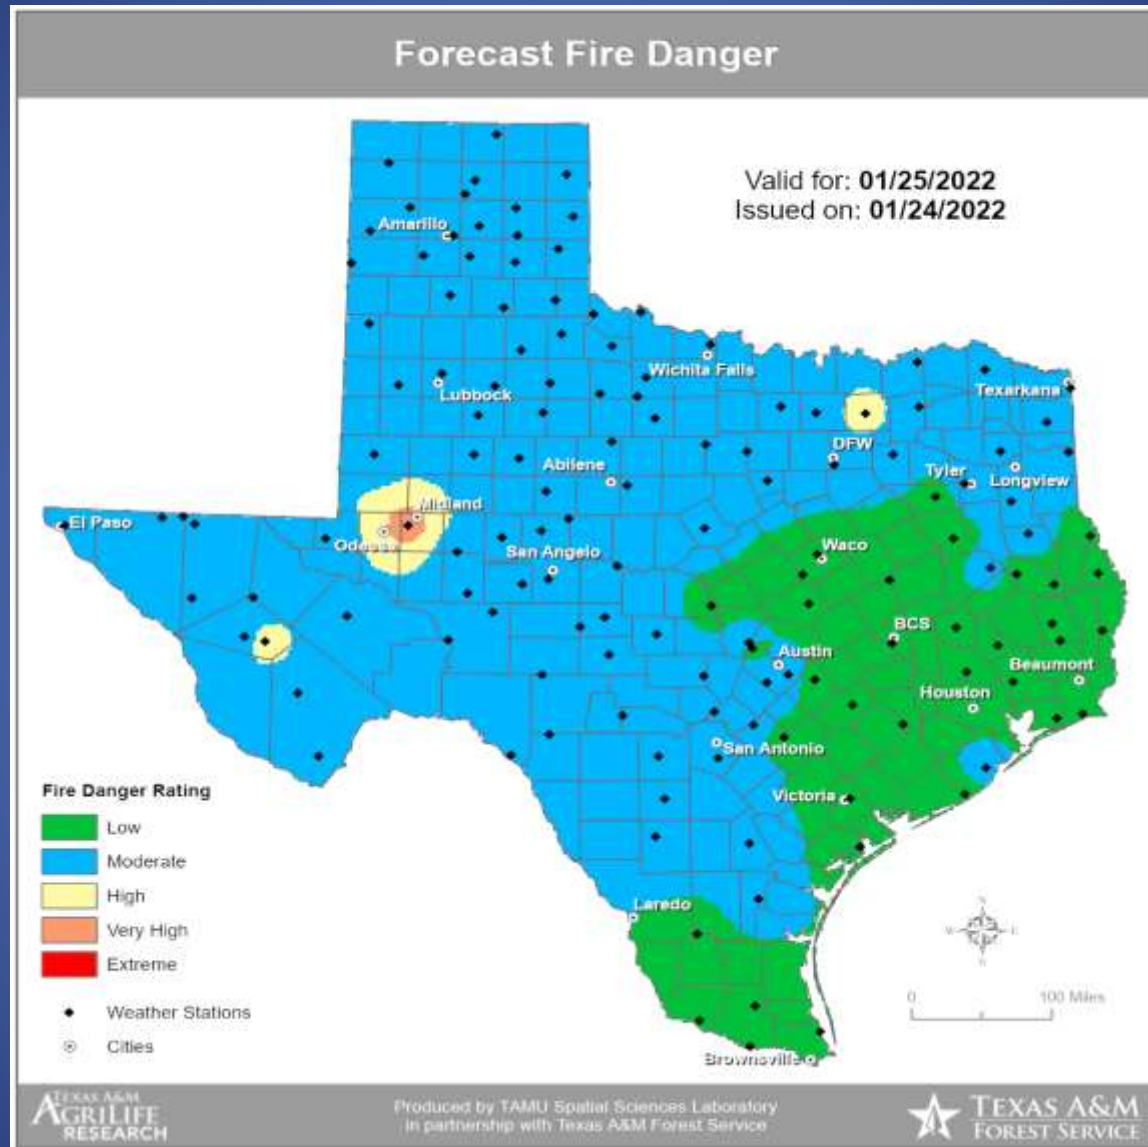 Forecast Fire Danger
Valid for: 01/25/2022
Issued on: 01/24/2022
Amarillo
Wichita Falls
Lubbock
Texarkana
DFW
Abilene
Tyler
Longview
Midland
El Paso
Odessa
San Angelo
Waco
BCS
Austin
Beaumont
Houston
San Antonio
Victoria
Laredo
Brownsville
Fire Danger Rating
Low
Moderate
High
Very High
Extreme
Weather Stations
Cities
N
W E
S
0 100 Miles
TEXAS A&M
AGRILIFE
RESEARCH
Produced by TAMU Spatial Sciences Laboratory
in partnership with Texas A&M Forest Service
TEXAS A&M
FOREST SERVICE